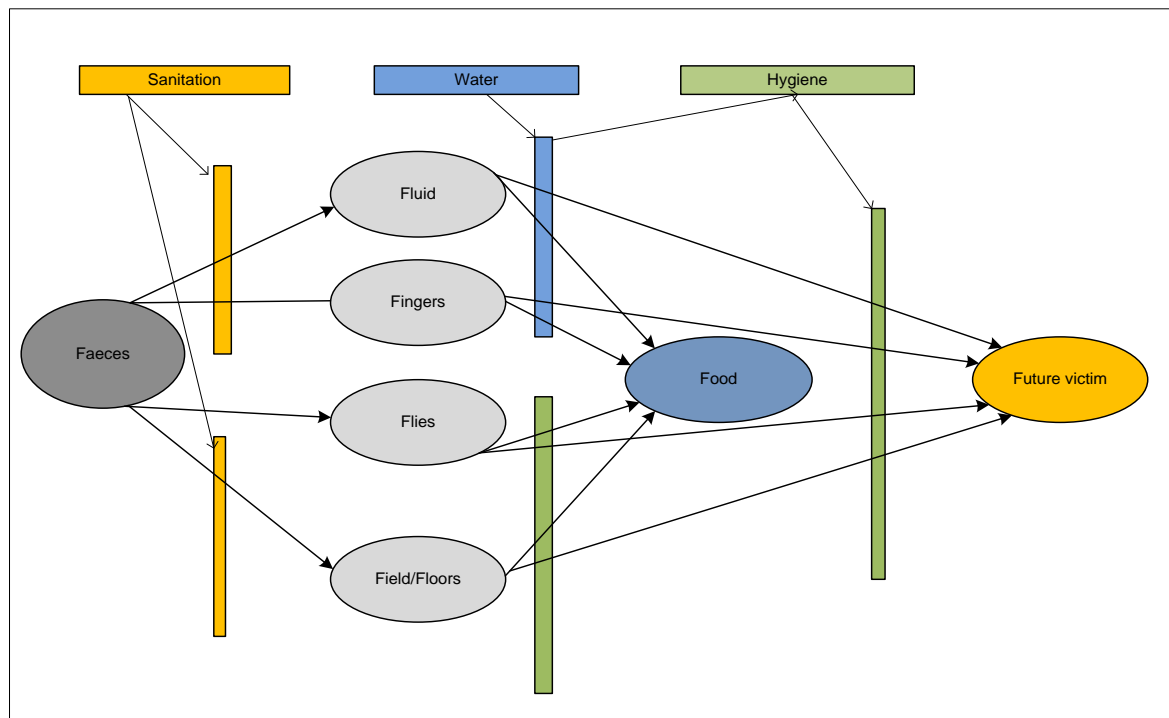 Sanitation
Water
Hygiene
Fluid
Fingers
Faeces
Food
Future victim
Flies
Field/Floors